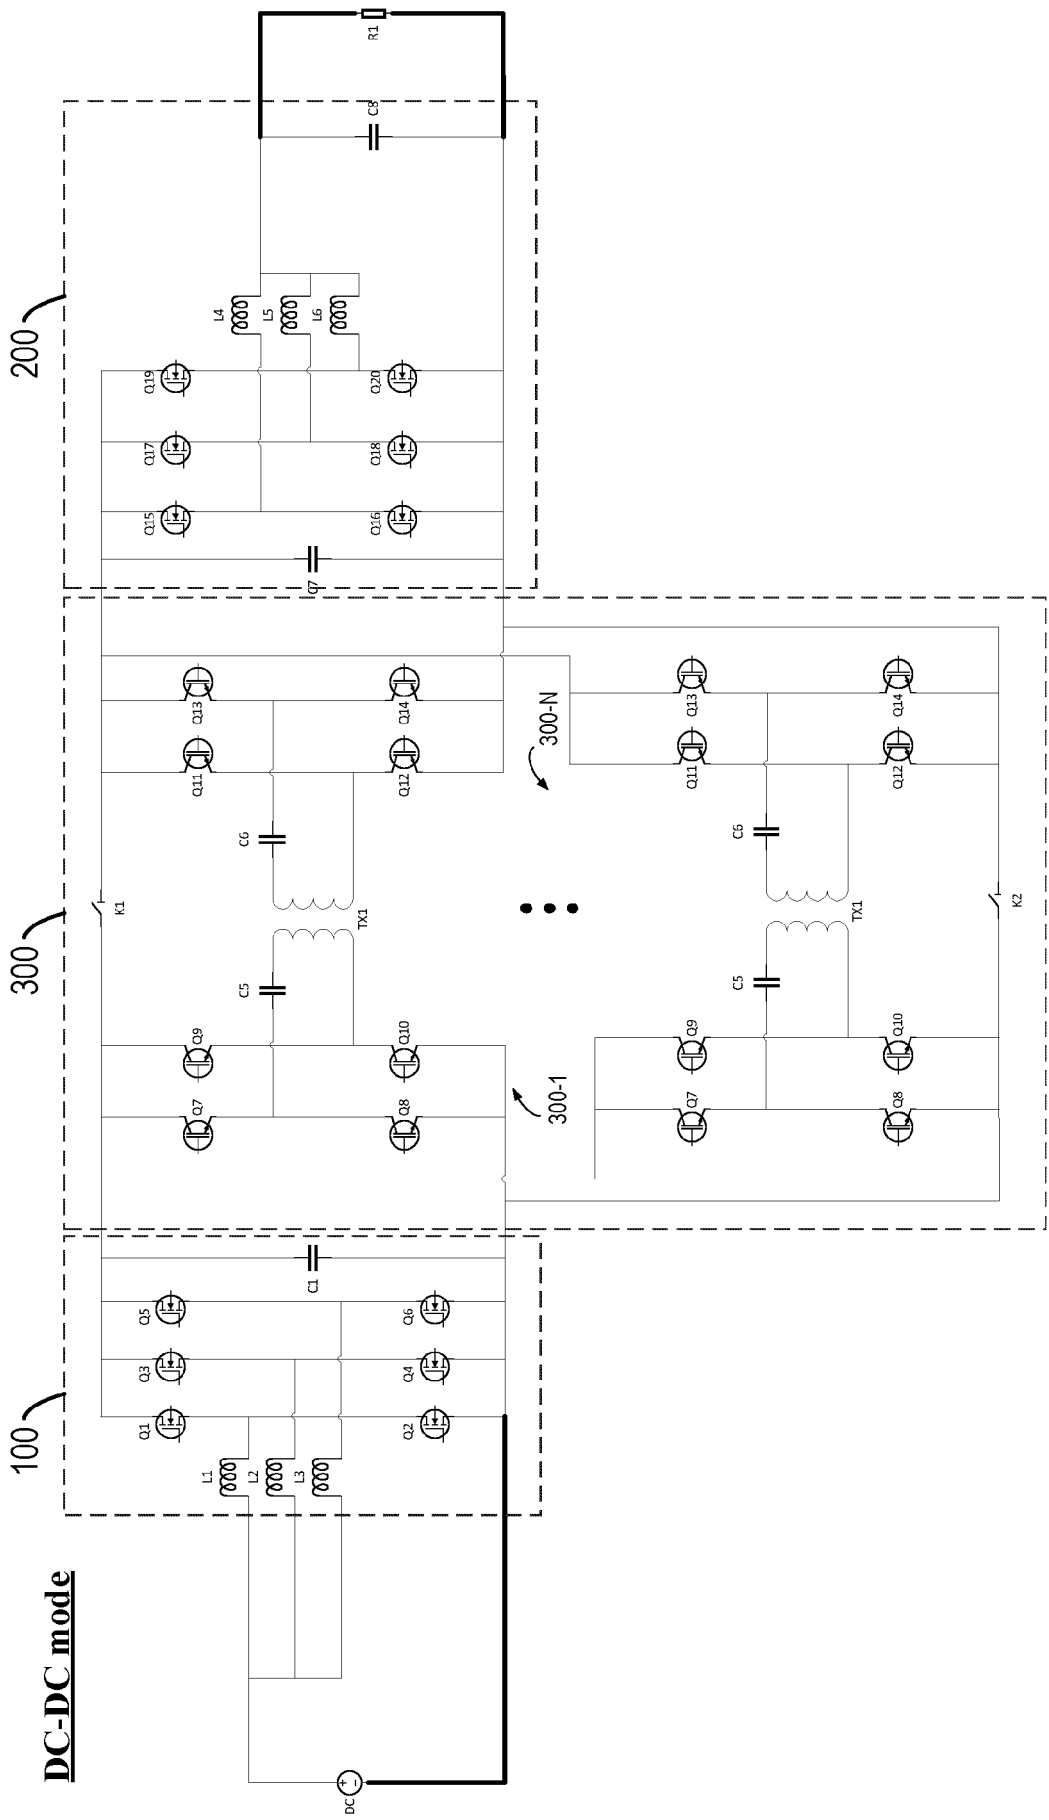 DC-DC mode
100
300
200
DC
L1
L2
L3
Q1
Q3
Q5
Q2
Q4
Q6
C1
K1
Q7
Q9
Q8
Q10
C5
TX1
C6
Q11
Q13
Q12
Q14
300-1
300-N
Q7
Q9
Q8
Q10
C5
TX1
C6
Q11
Q13
Q12
Q14
K2
C7
Q15
Q17
Q19
Q16
Q18
Q20
L4
L5
L6
C8
R1